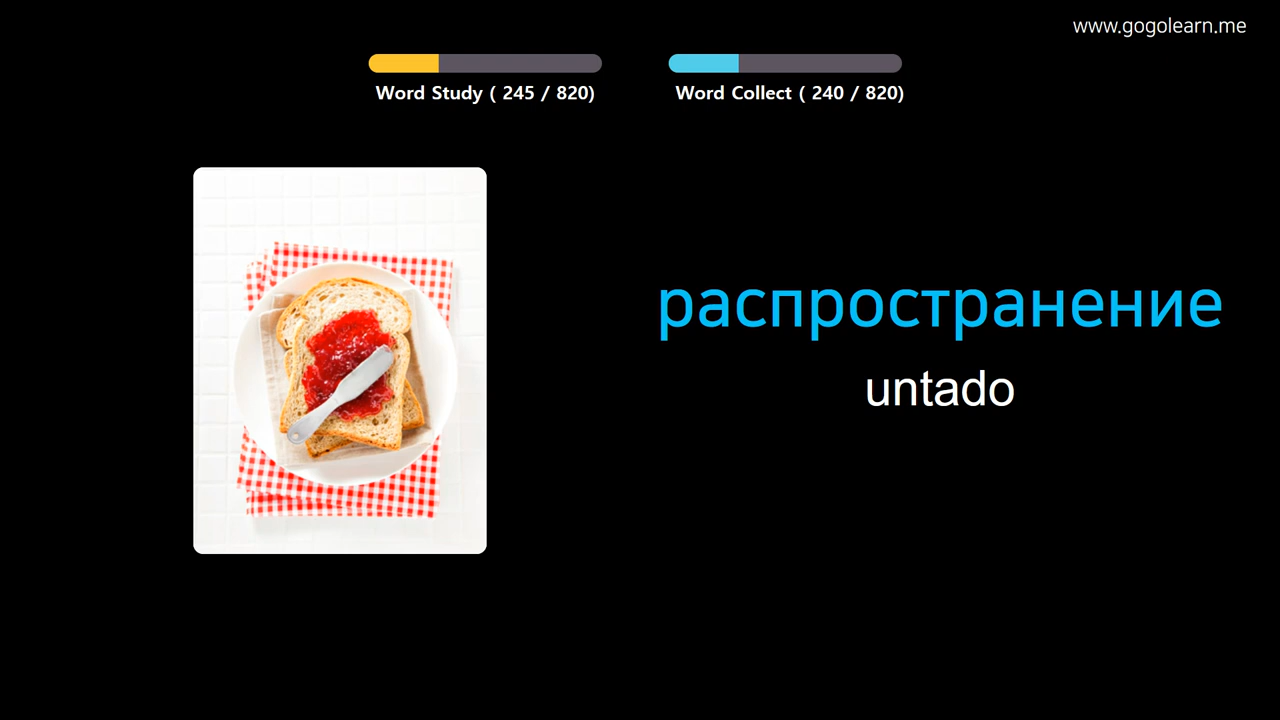 www.gogolearn.me
Word Study ( 245 / 820)
Word Collect ( 240 / 820)
распространение
untado